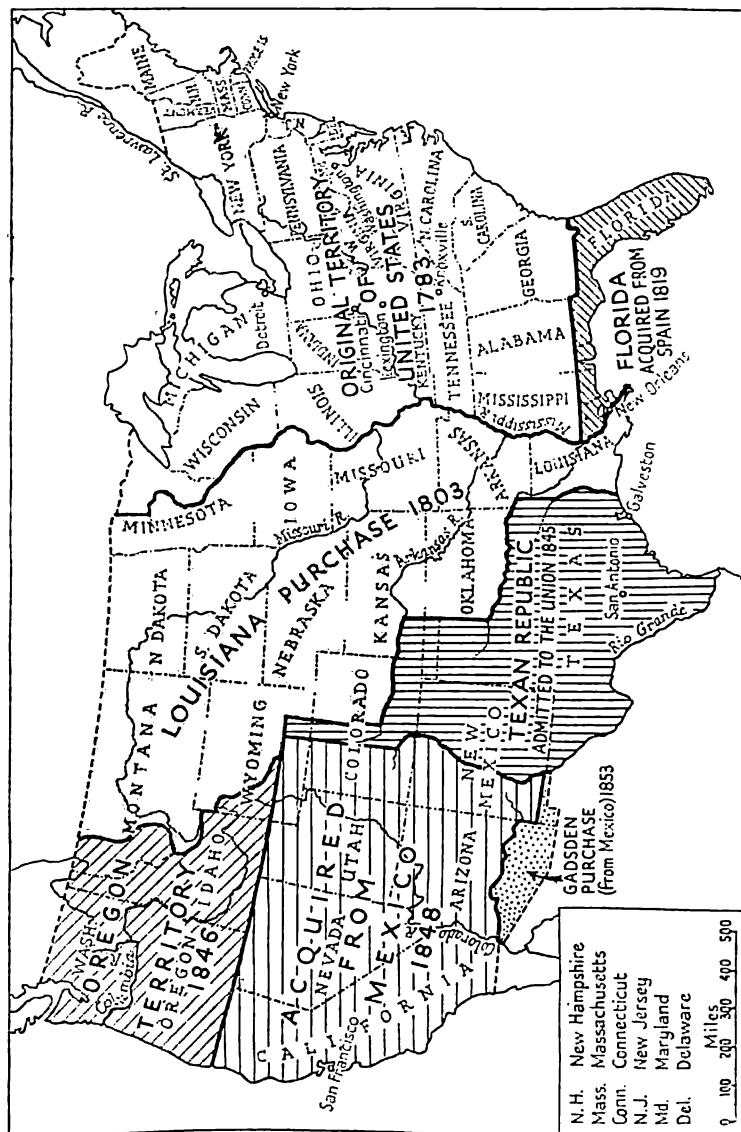 OREGON
TERRITORY
1846
WASH.
Columbia
OREGON
IDAHO
MONTANA
N DAKOTA
S. DAKOTA
MINNESOTA
WISCONSIN
MICHIGAN
Detroit
St. Lawrence R.
MAINE
N.H.
MASS
CONN
New York
NEW YORK
N.J.
PENNSYLVANIA
WYOMING
NEBRASKA
IOWA
ILLINOIS
INDIANA
OHIO
LOUISIANA PURCHASE 1803
Missouri R.
ORIGINAL TERRITORY
OF
UNITED STATES
1783
Cincinnati
Lexington
W. VIRGINIA
Washington
VIRGINIA
KENTUCKY
ACQUIRED
FROM
MEXICO
1848
NEVADA
UTAH
COLORADO
KANSAS
MISSOURI
CALIFORNIA
San Francisco
Colorado R.
ARIZONA
NEW
MEXICO
OKLAHOMA
Arkansas R.
ARKANSAS
TENNESSEE
Knoxville
N. CAROLINA
S.
CAROLINA
GEORGIA
ALABAMA
MISSISSIPPI
Mississippi R.
LOUISIANA
New Orleans
TEXAN REPUBLIC
ADMITTED TO THE UNION 1845
TEXAS
San Antonio
Galveston
Rio Grande
FLORIDA
FLORIDA
ACQUIRED FROM
SPAIN 1819
GADSDEN
PURCHASE
(from Mexico) 1853
N.H. New Hampshire
Mass. Massachusetts
Conn. Connecticut
N.J. New Jersey
Md. Maryland
Del. Delaware
Miles
0 100 200 300 400 500